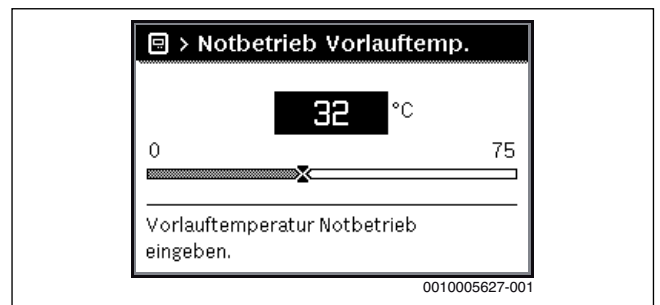 > Notbetrieb Vorlauftemp.
32 °C
0 75
Vorlauftemperatur Notbetrieb
eingeben.
0010005627-001